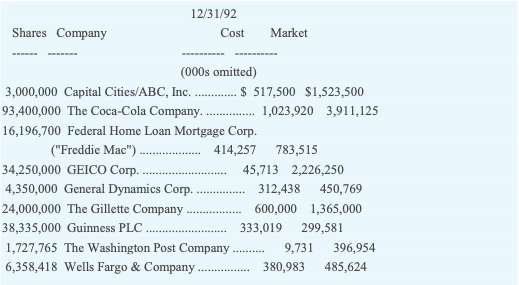 12/31/92
Shares Company Cost Market
------ ------- ---------- ----------
(000s omitted)
3,000,000 Capital Cities/ABC, Inc. ............. $ 517,500 $1,523,500
93,400,000 The Coca-Cola Company. ............... 1,023,920 3,911,125
16,196,700 Federal Home Loan Mortgage Corp.
("Freddie Mac") ................... 414,257 783,515
34,250,000 GEICO Corp. .......................... 45,713 2,226,250
4,350,000 General Dynamics Corp. ............... 312,438 450,769
24,000,000 The Gillette Company ................. 600,000 1,365,000
38,335,000 Guinness PLC ......................... 333,019 299,581
1,727,765 The Washington Post Company .......... 9,731 396,954
6,358,418 Wells Fargo & Company ................ 380,983 485,624